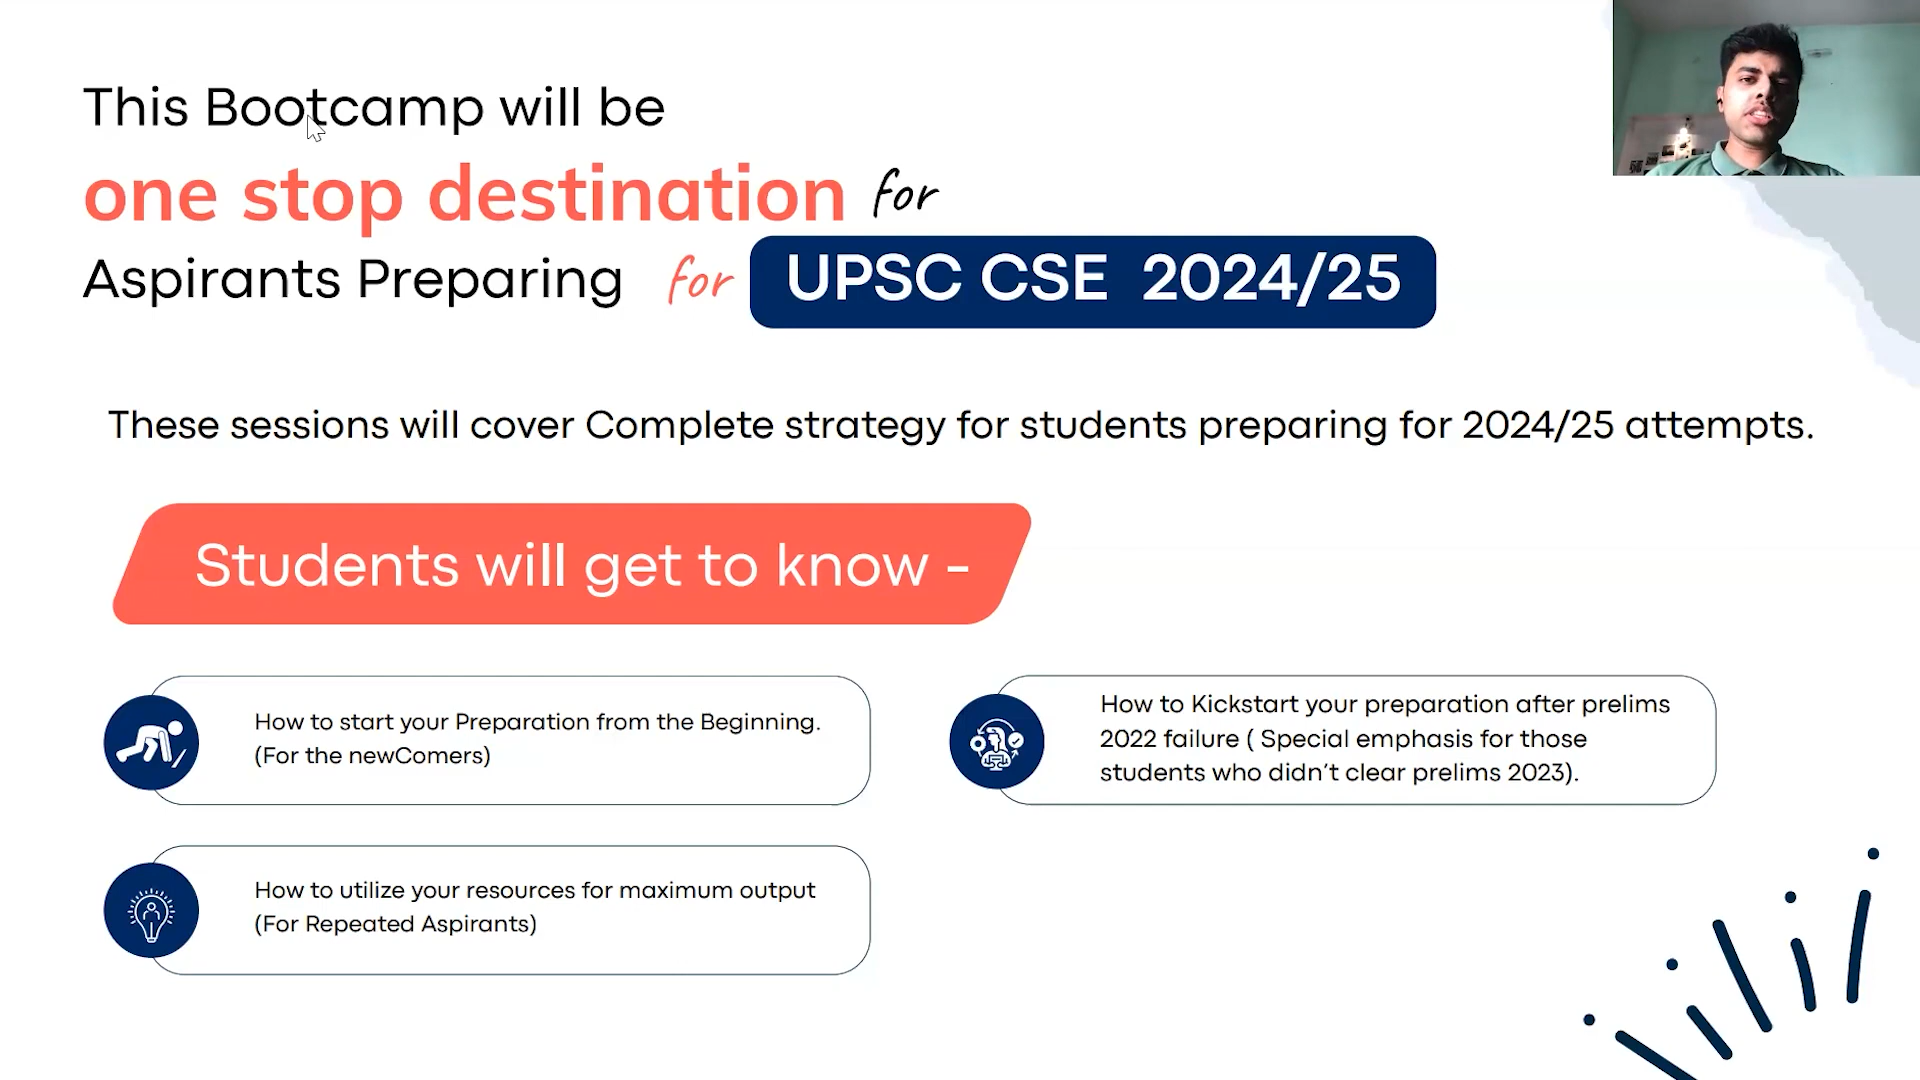 This Bootcamp will be
one stop destination for
Aspirants Preparing for UPSC CSE 2024/25
These sessions will cover Complete strategy for students preparing for 2024/25 attempts.
Students will get to know -
How to start your Preparation from the Beginning.
(For the newComers)
How to Kickstart your preparation after prelims
2022 failure ( Special emphasis for those
students who didn't clear prelims 2023).
How to utilize your resources for maximum output
(For Repeated Aspirants)